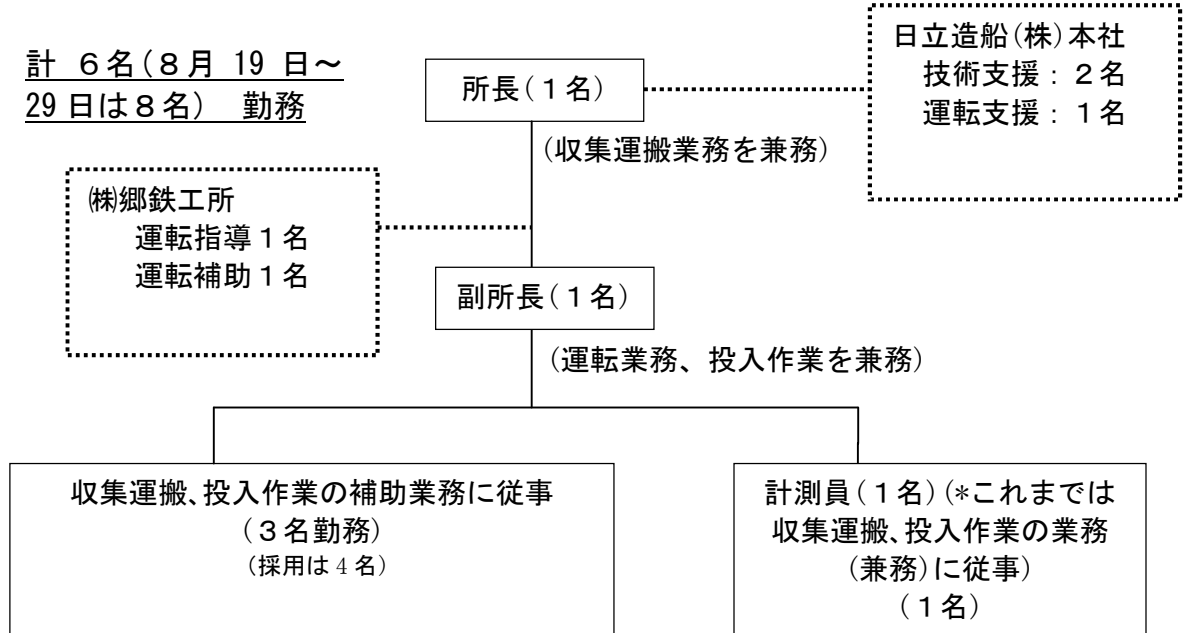 計 6名(8月 19 日～
29 日は8名) 勤務
所長(1名)
日立造船(株)本社
技術支援：2名
運転支援：1名
(収集運搬業務を兼務)
㈱郷鉄工所
運転指導1名
運転補助1名
副所長(1名)
(運転業務、投入作業を兼務)
収集運搬、投入作業の補助業務に従事
(3名勤務)
(採用は4名)
計測員(1名)(*これまでは
収集運搬、投入作業の業務
(兼務)に従事)
(1名)